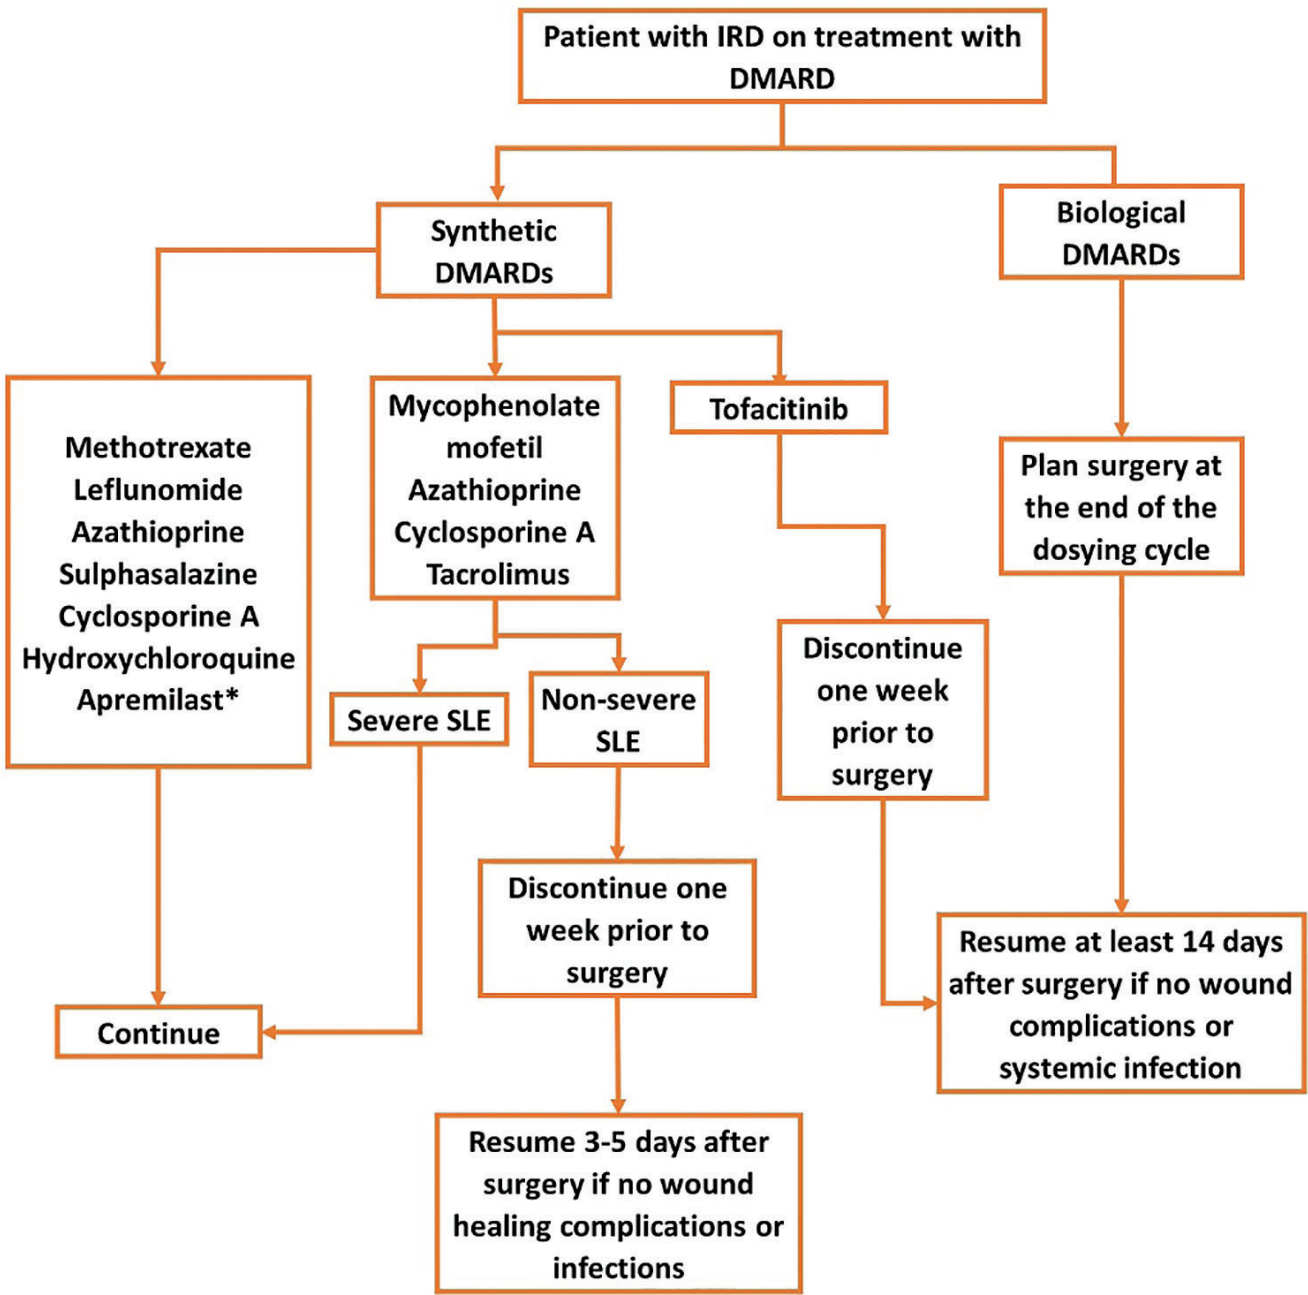 Patient with IRD on treatment with
DMARD
Synthetic
DMARDs
Biological
DMARDs
Methotrexate
Leflunomide
Azathioprine
Sulphasalazine
Cyclosporine A
Hydroxychloroquine
Apremilast*
Mycophenolate
mofetil
Azathioprine
Cyclosporine A
Tacrolimus
Tofacitinib
Plan surgery at
the end of the
dosying cycle
Severe SLE
Non-severe
SLE
Discontinue
one week
prior to
surgery
Discontinue one
week prior to
surgery
Continue
Resume at least 14 days
after surgery if no wound
complications or
systemic infection
Resume 3-5 days after
surgery if no wound
healing complications or
infections